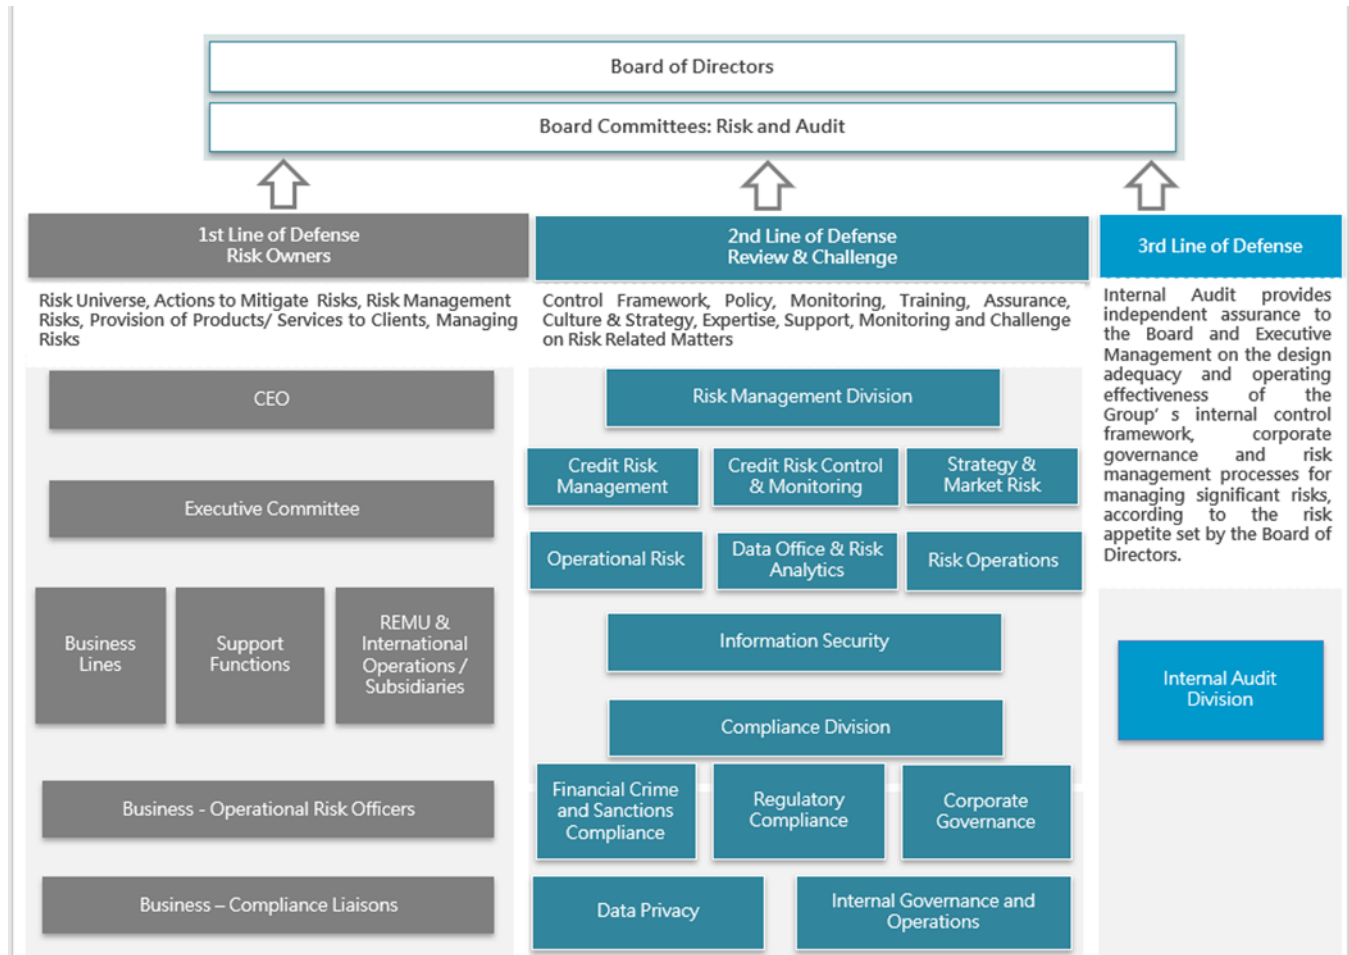 Board of Directors
Board Committees: Risk and Audit
1st Line of Defense
Risk Owners
Risk Universe, Actions to Mitigate Risks, Risk Management
Risks, Provision of Products/ Services to Clients, Managing
Risks
CEO
Executive Committee
Business
Lines
Support
Functions
REMU &
International
Operations /
Subsidiaries
Business - Operational Risk Officers
Business – Compliance Liaisons
2nd Line of Defense
Review & Challenge
Control Framework, Policy, Monitoring, Training, Assurance,
Culture & Strategy, Expertise, Support, Monitoring and Challenge
on Risk Related Matters
Risk Management Division
Credit Risk
Management
Credit Risk Control
& Monitoring
Strategy &
Market Risk
Operational Risk
Data Office & Risk
Analytics
Risk Operations
Information Security
Compliance Division
Financial Crime
and Sanctions
Compliance
Regulatory
Compliance
Corporate
Governance
Data Privacy
Internal Governance and
Operations
3rd Line of Defense
Internal Audit provides
independent assurance to
the Board and Executive
Management on the design
adequacy and operating
effectiveness of the
Group' s internal control
framework, corporate
governance and risk
management processes for
managing significant risks,
according to the risk
appetite set by the Board of
Directors.
Internal Audit
Division